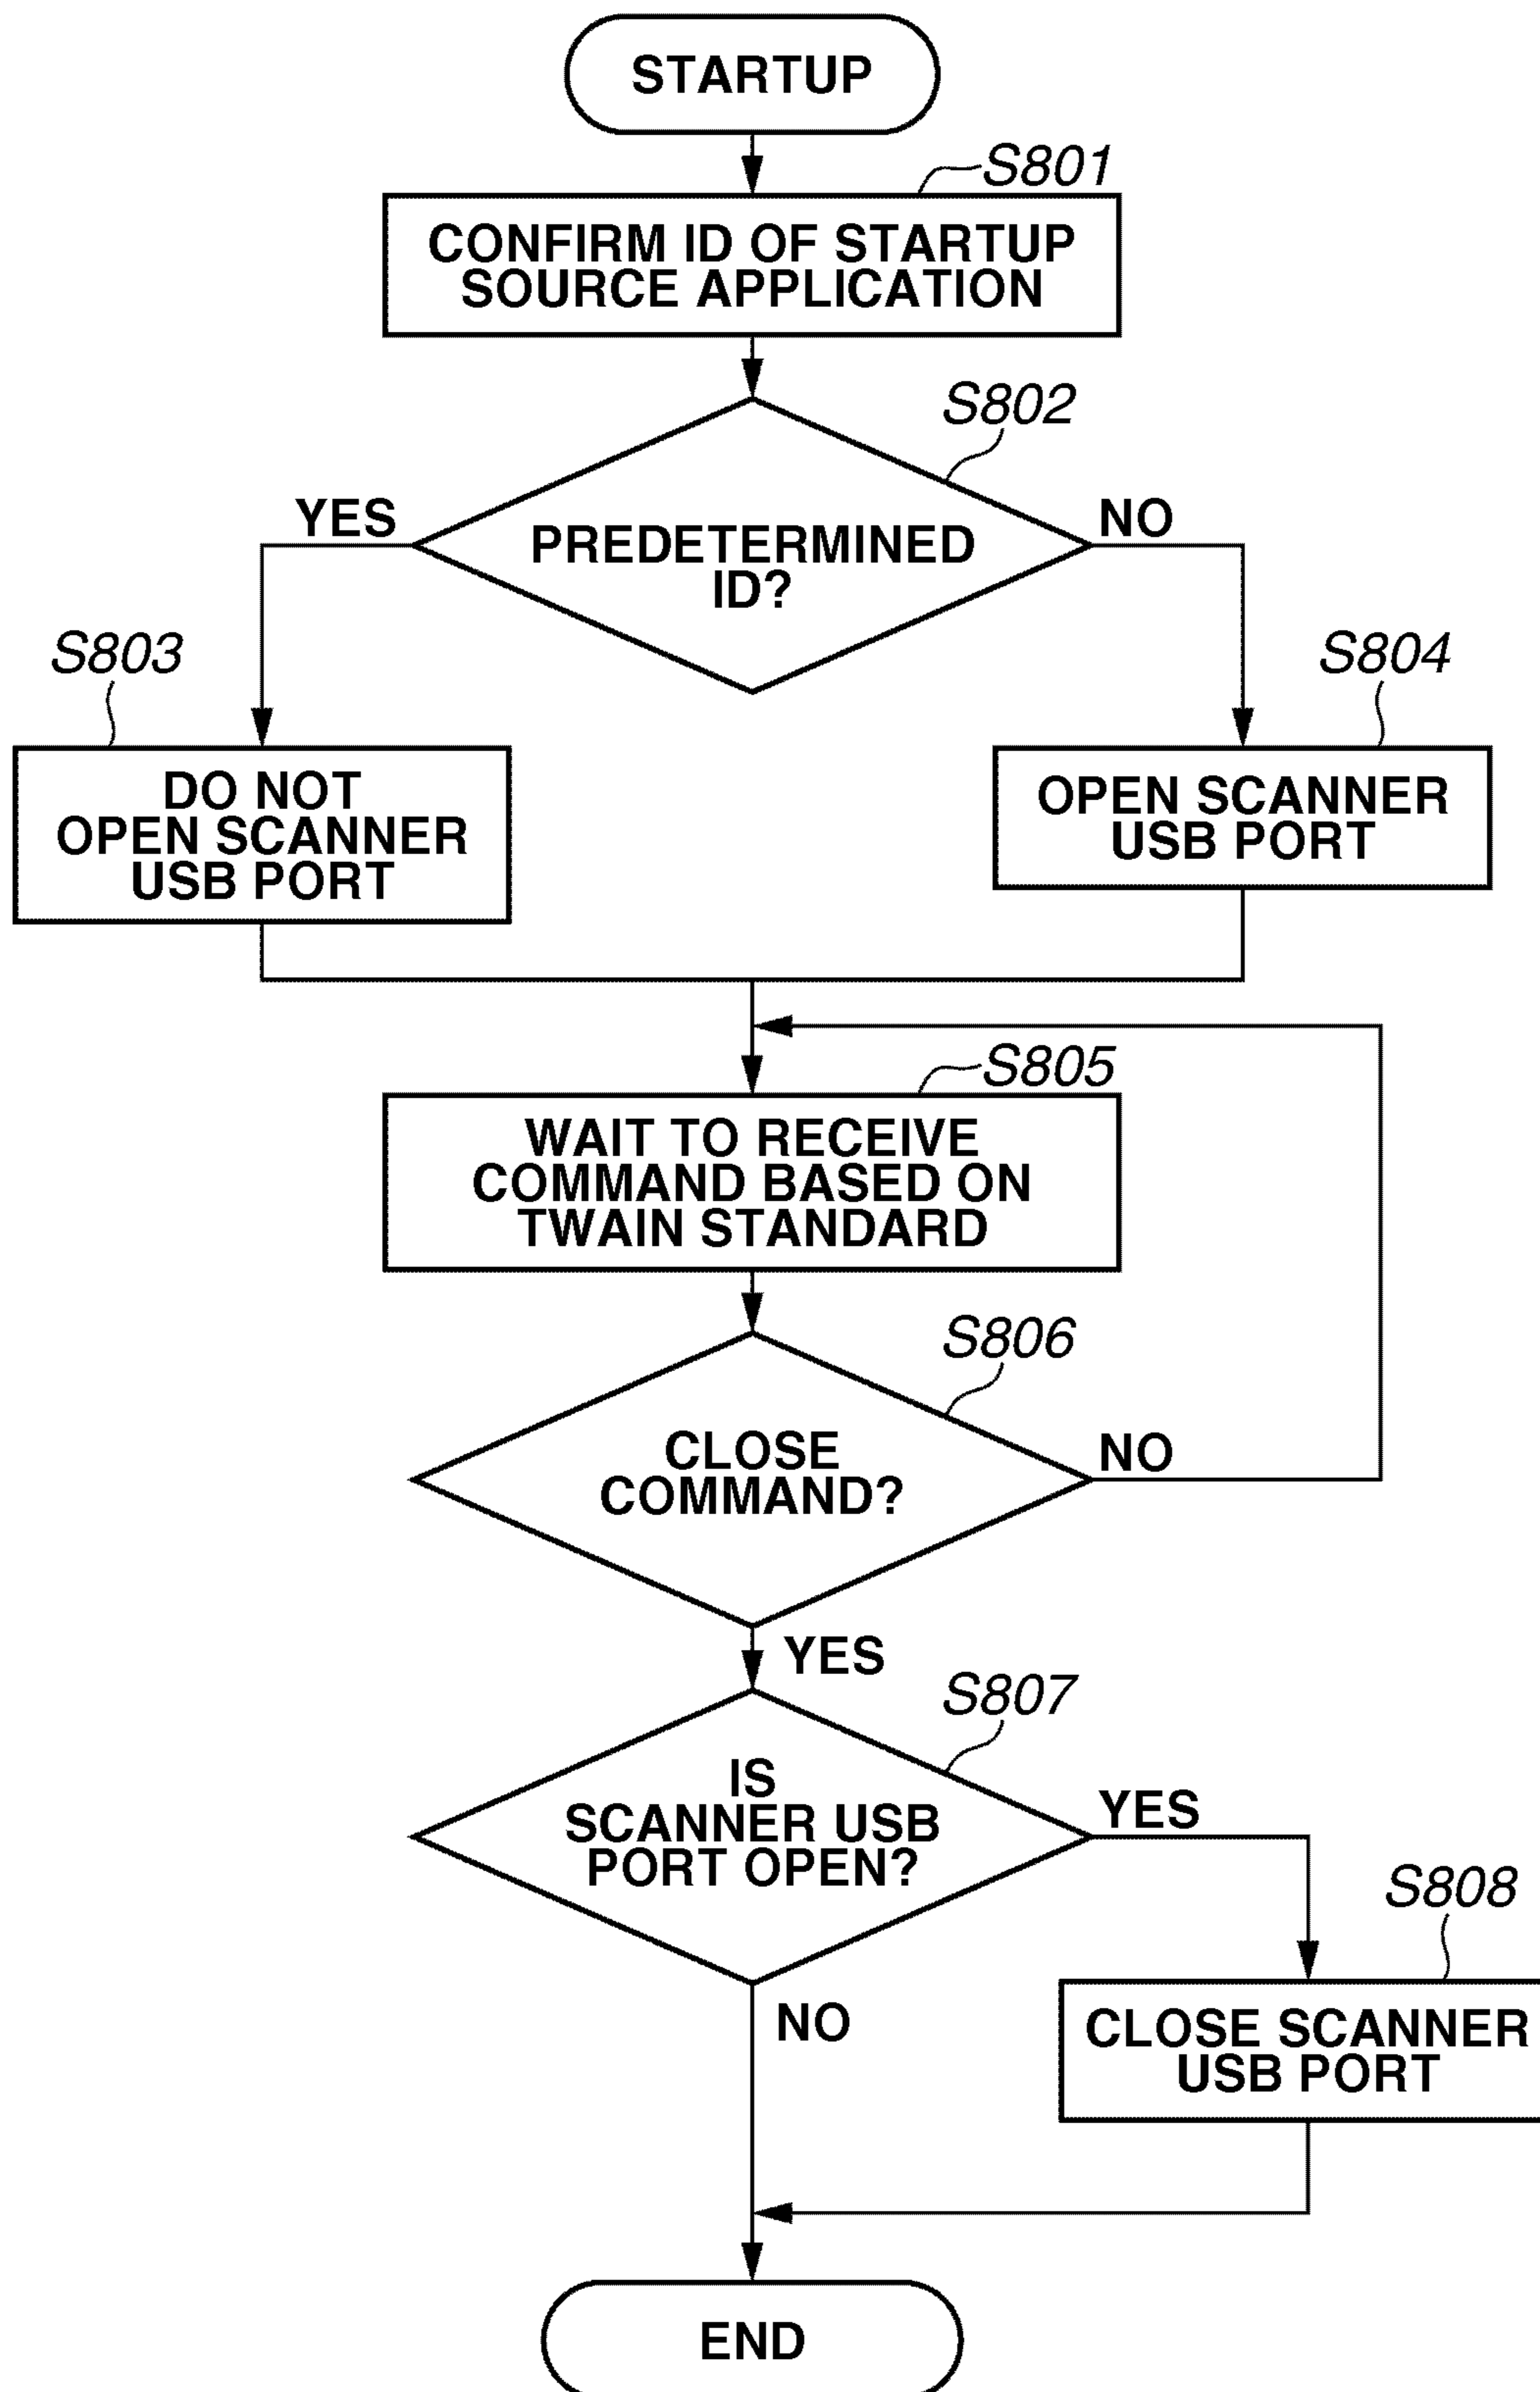 STARTUP
S801
CONFIRM ID OF STARTUP
SOURCE APPLICATION
S802
YES
NO
PREDETERMINED
ID?
S803
S804
DO NOT
OPEN SCANNER
USB PORT
OPEN SCANNER
USB PORT
S805
WAIT TO RECEIVE
COMMAND BASED ON
TWAIN STANDARD
S806
CLOSE
COMMAND?
NO
YES
S807
IS
SCANNER USB
PORT OPEN?
YES
S808
NO
CLOSE SCANNER
USB PORT
END